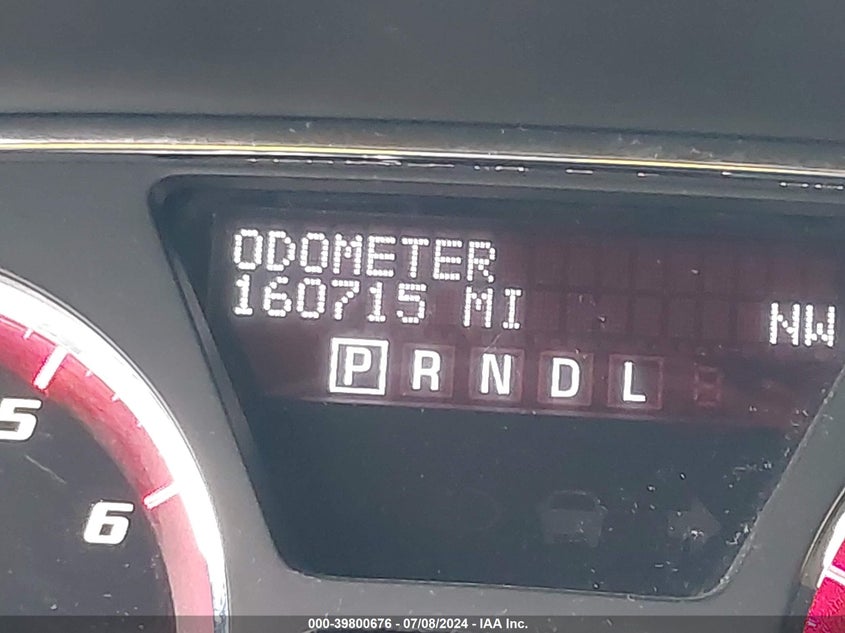 ODOMETER
160715 MI
NW
P R N D L
5
6
000-39800676 / 07/08/2024 - IAA Inc.